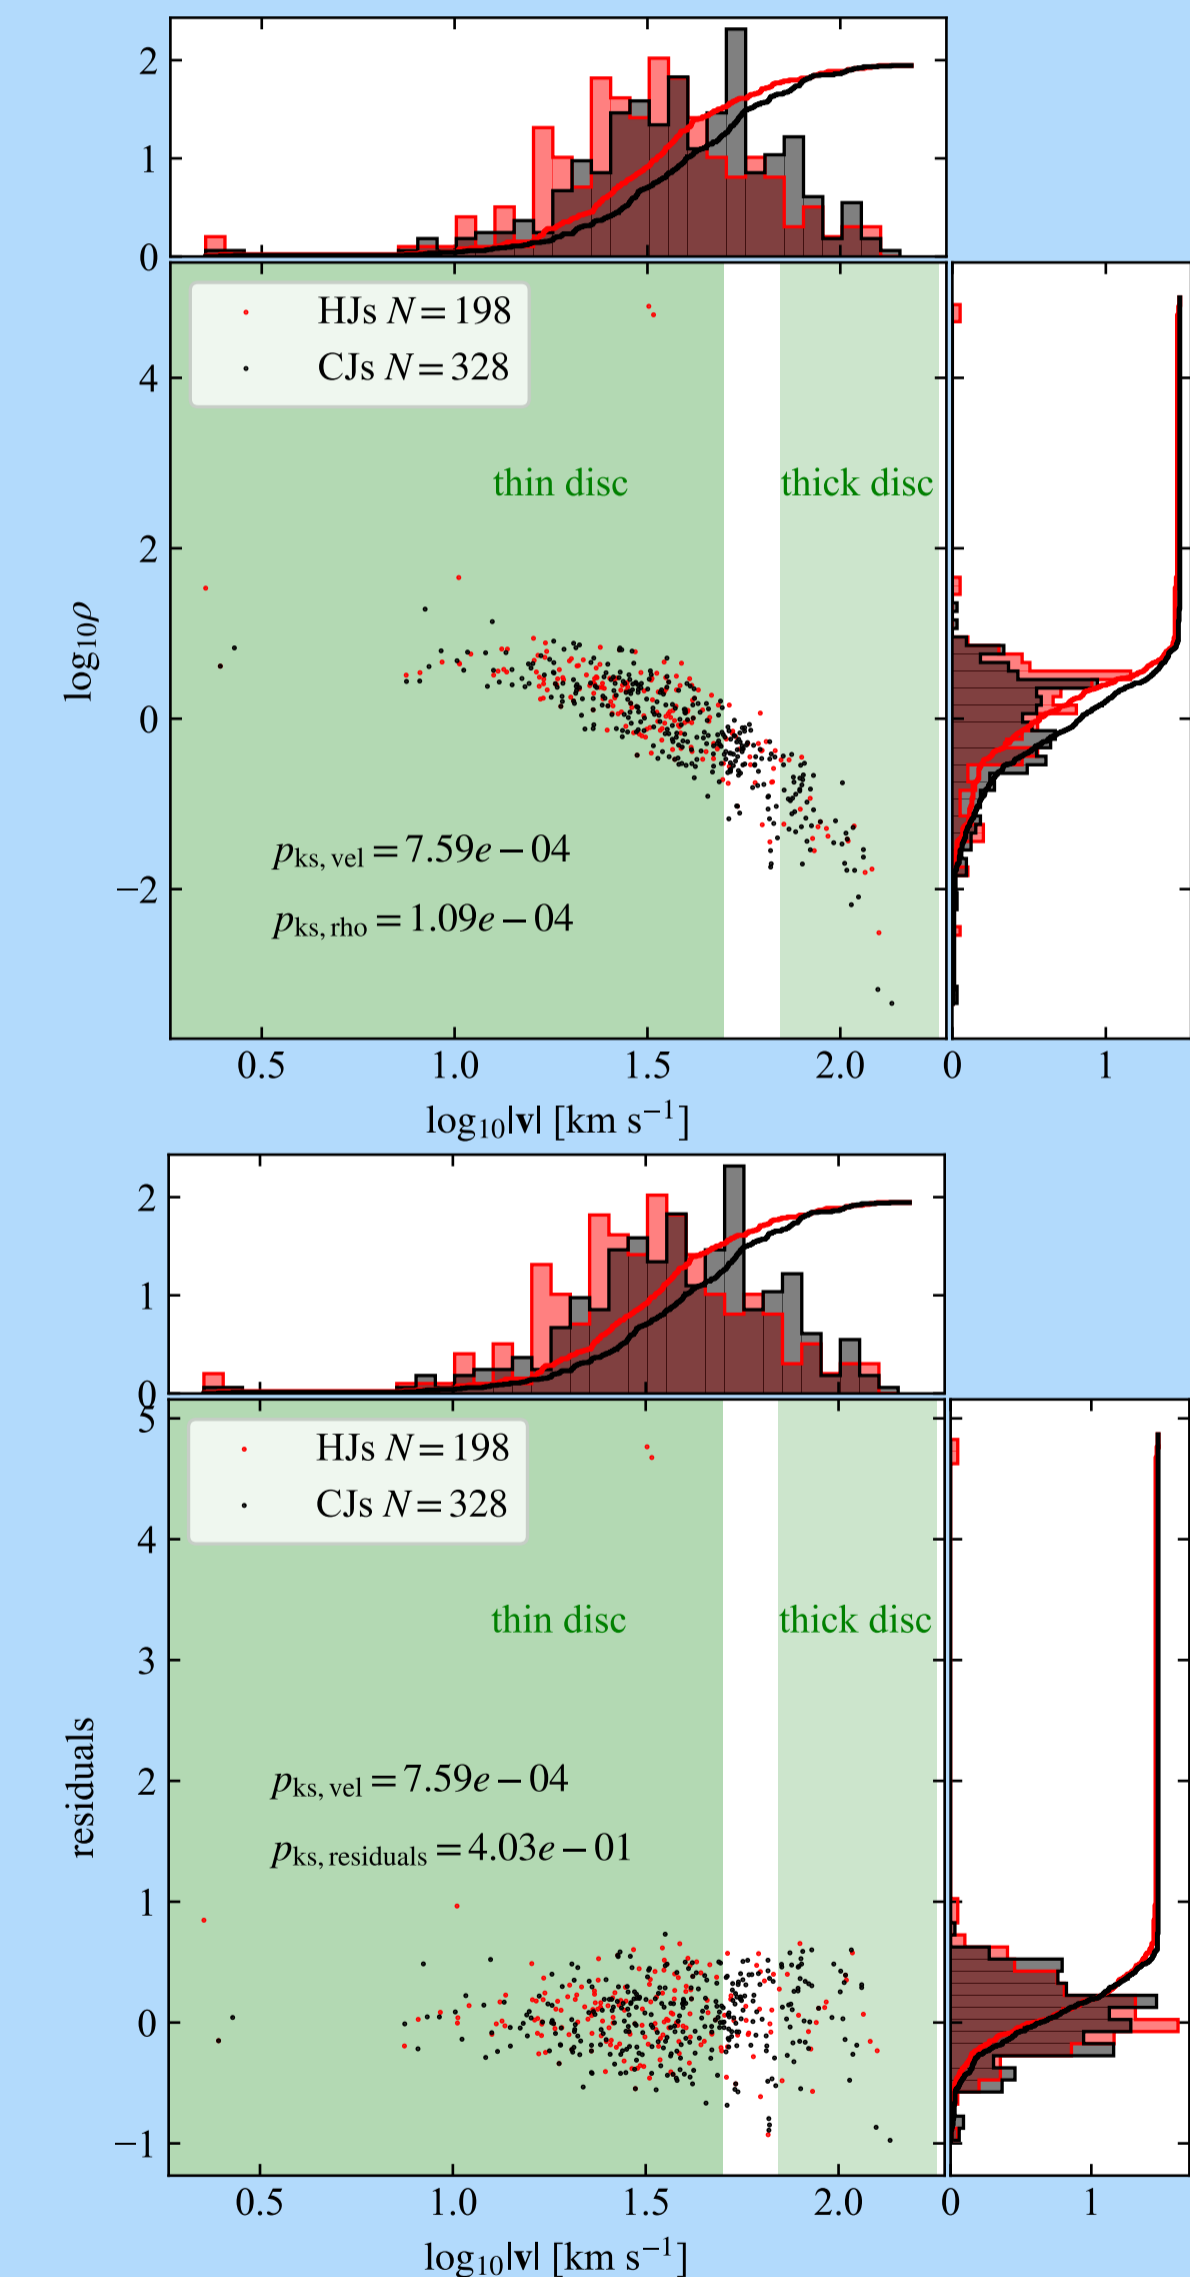 2
1
0
HJs N = 198
CJs N = 328
4
thin disc
thick disc
2
log₁₀ρ
0
p_ks, vel = 7.59e − 04
−2
p_ks, rho = 1.09e − 04
0.5 1.0 1.5 2.0 0 1
log₁₀|v| [km s⁻¹]
2
1
0
5
HJs N = 198
CJs N = 328
4
thin disc
thick disc
3
residuals
2
p_ks, vel = 7.59e − 04
p_ks, residuals = 4.03e − 01
1
0
−1
0.5 1.0 1.5 2.0 0 1
log₁₀|v| [km s⁻¹]